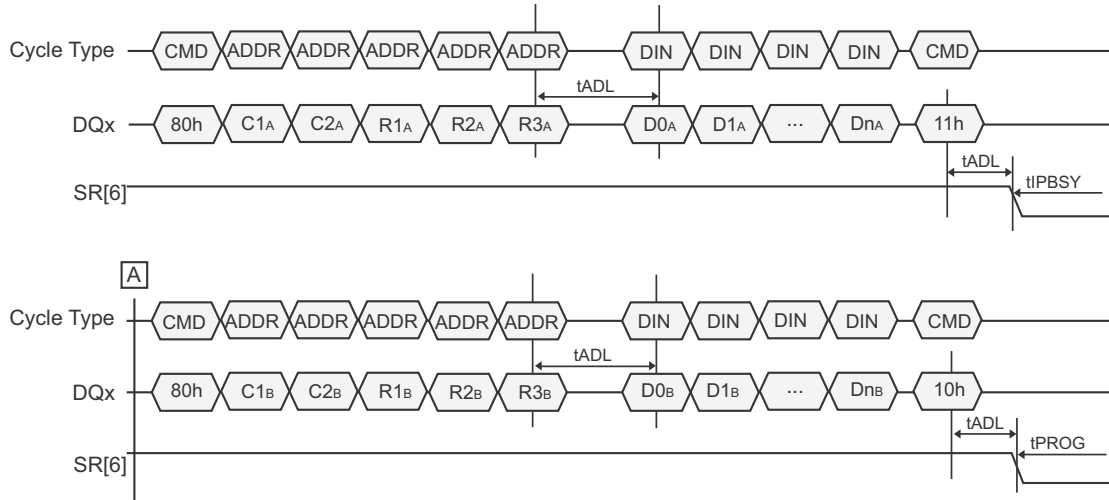 Cycle Type CMD ADDR ADDR ADDR ADDR ADDR DIN DIN DIN DIN CMD
tADL
DQx 80h C1A C2A R1A R2A R3A D0A D1A ... DnA 11h
tADL
SR[6] tIPBSY
A
Cycle Type CMD ADDR ADDR ADDR ADDR ADDR DIN DIN DIN DIN CMD
tADL
DQx 80h C1B C2B R1B R2B R3B D0B D1B ... DnB 10h
tADL
SR[6] tPROG